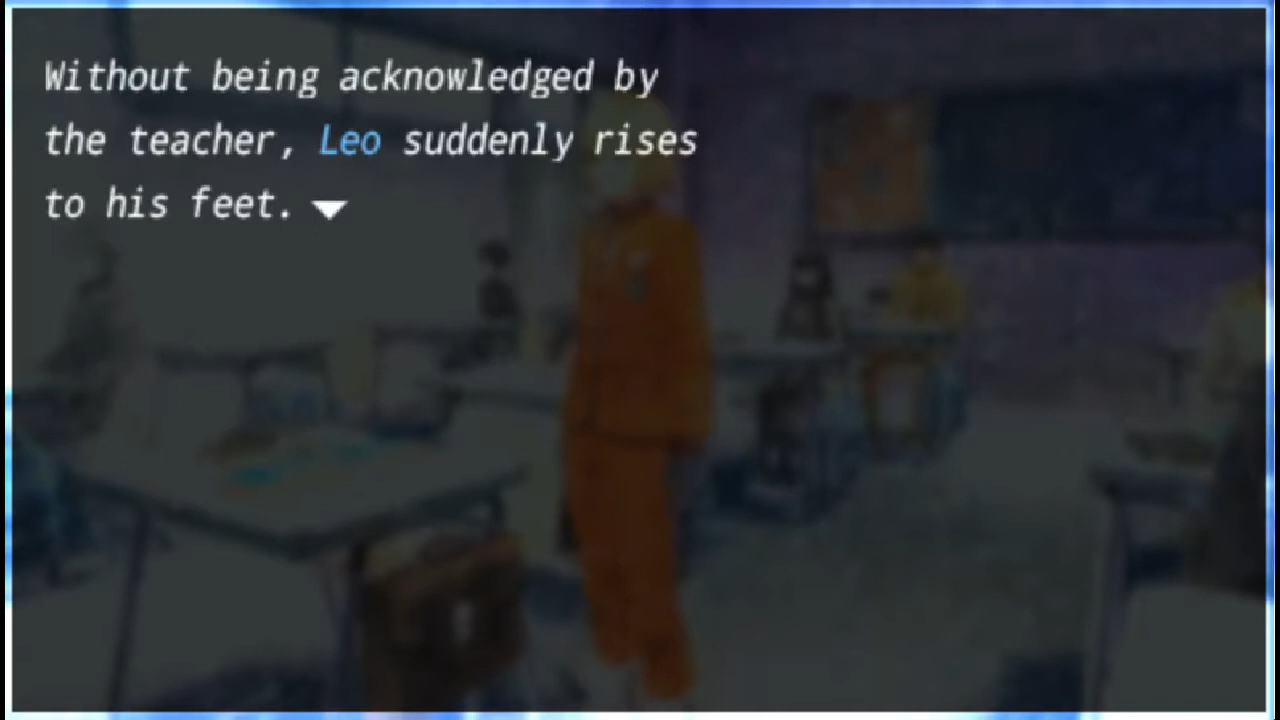 Without being acknowledged by
the teacher, Leo suddenly rises
to his feet.